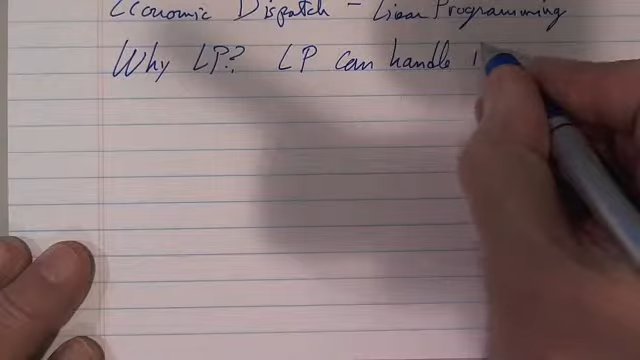 Economic Dispatch - Linear Programming
Why LP? LP can handle